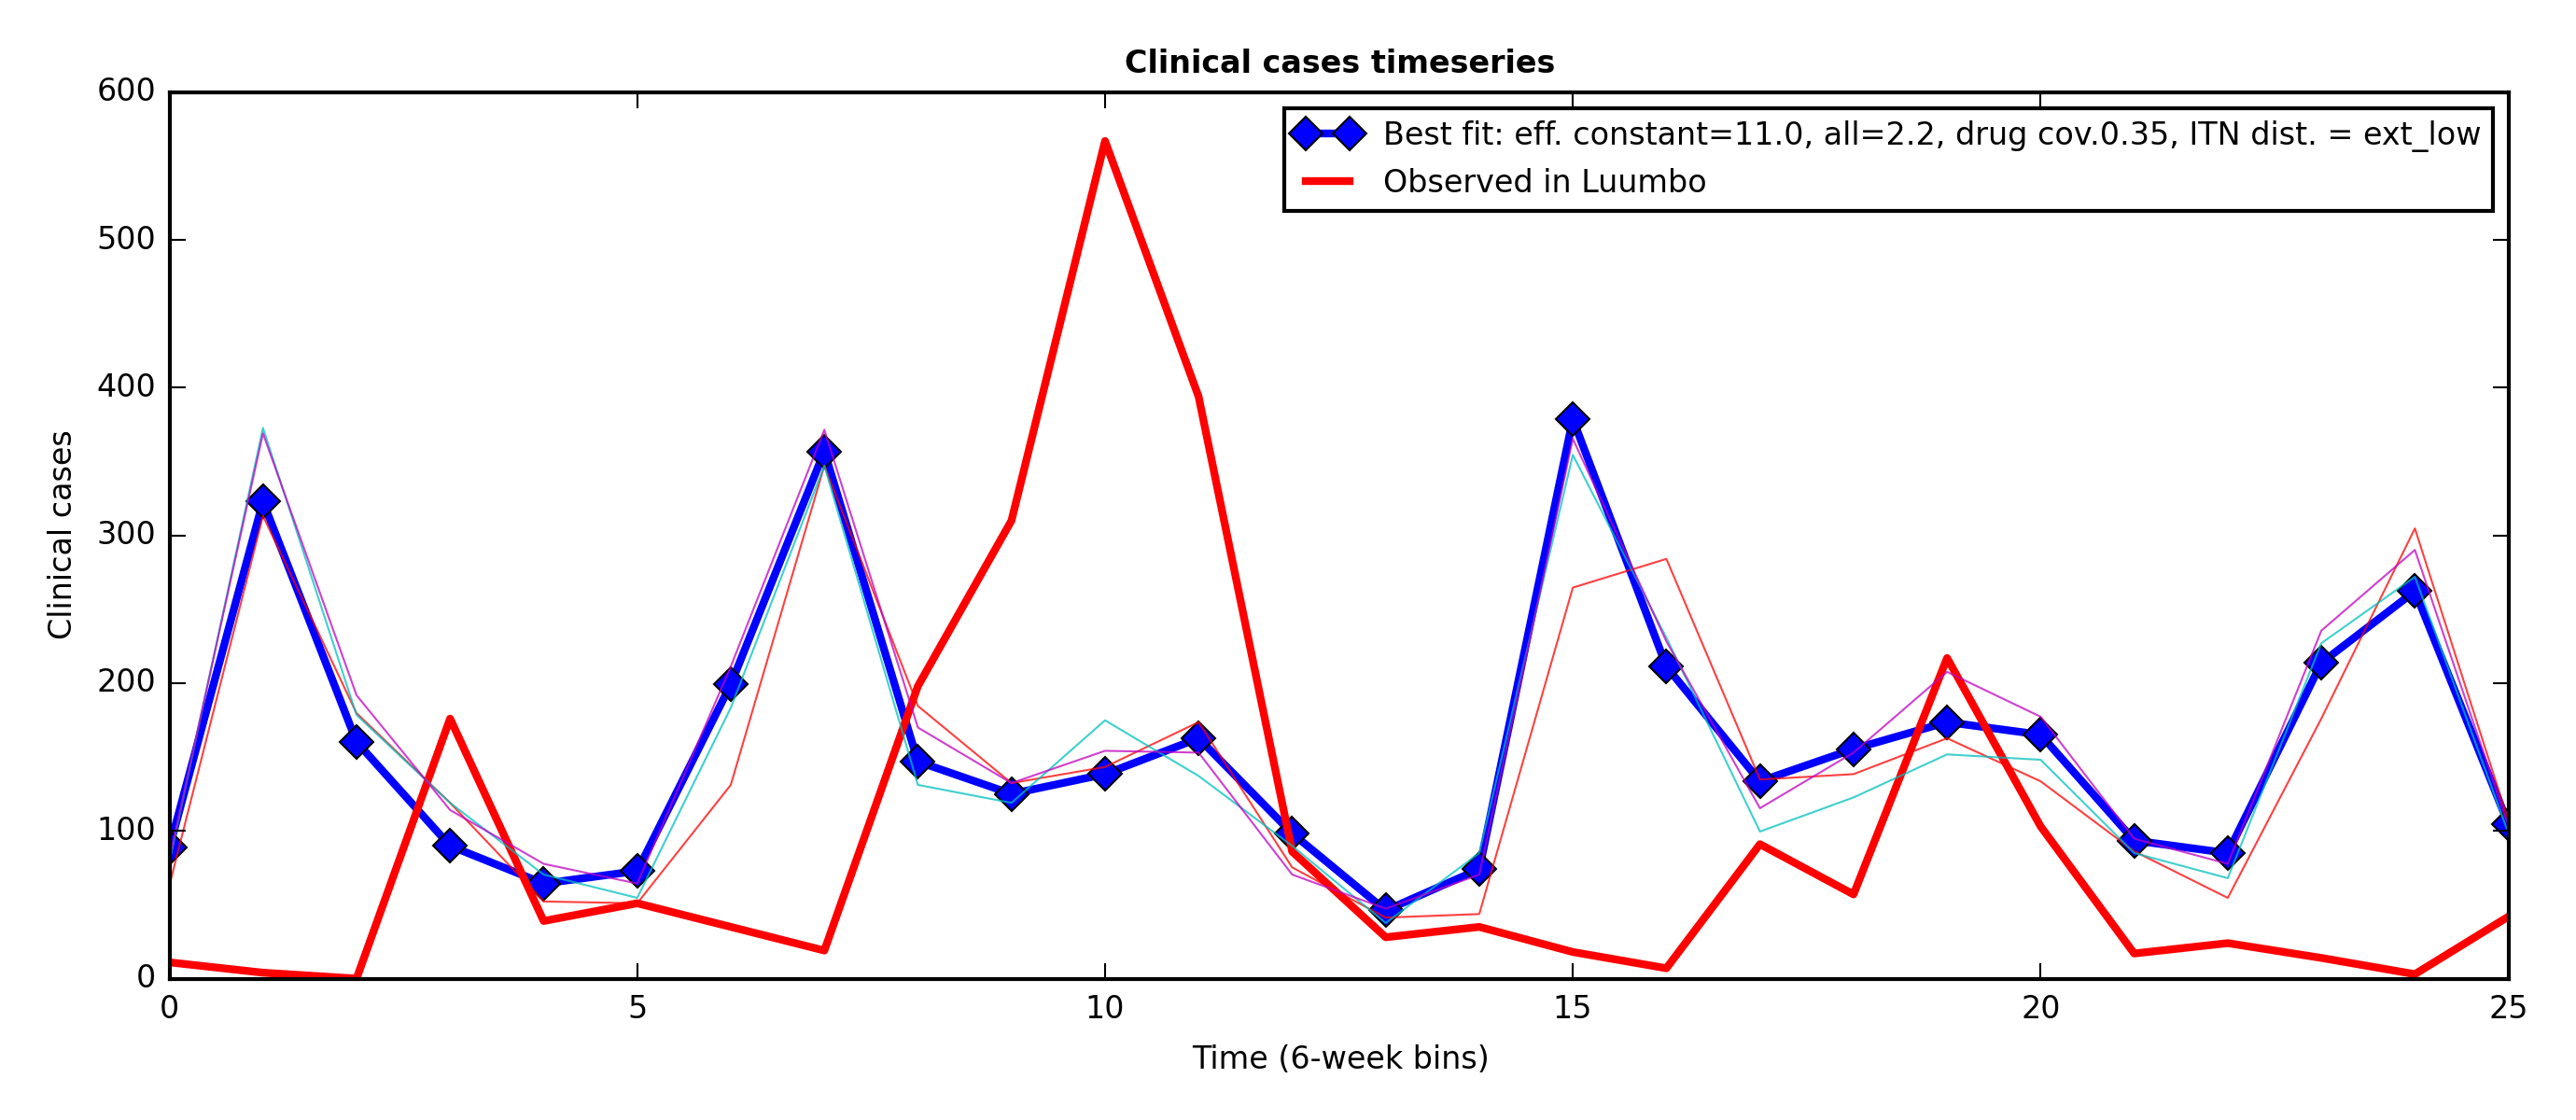 Clinical cases timeseries
600
500
400
300
200
100
0
Clinical cases
Best fit: eff. constant=11.0, all=2.2, drug cov.0.35, ITN dist. = ext_low
Observed in Luumbo
0 5 10 15 20 25
Time (6-week bins)